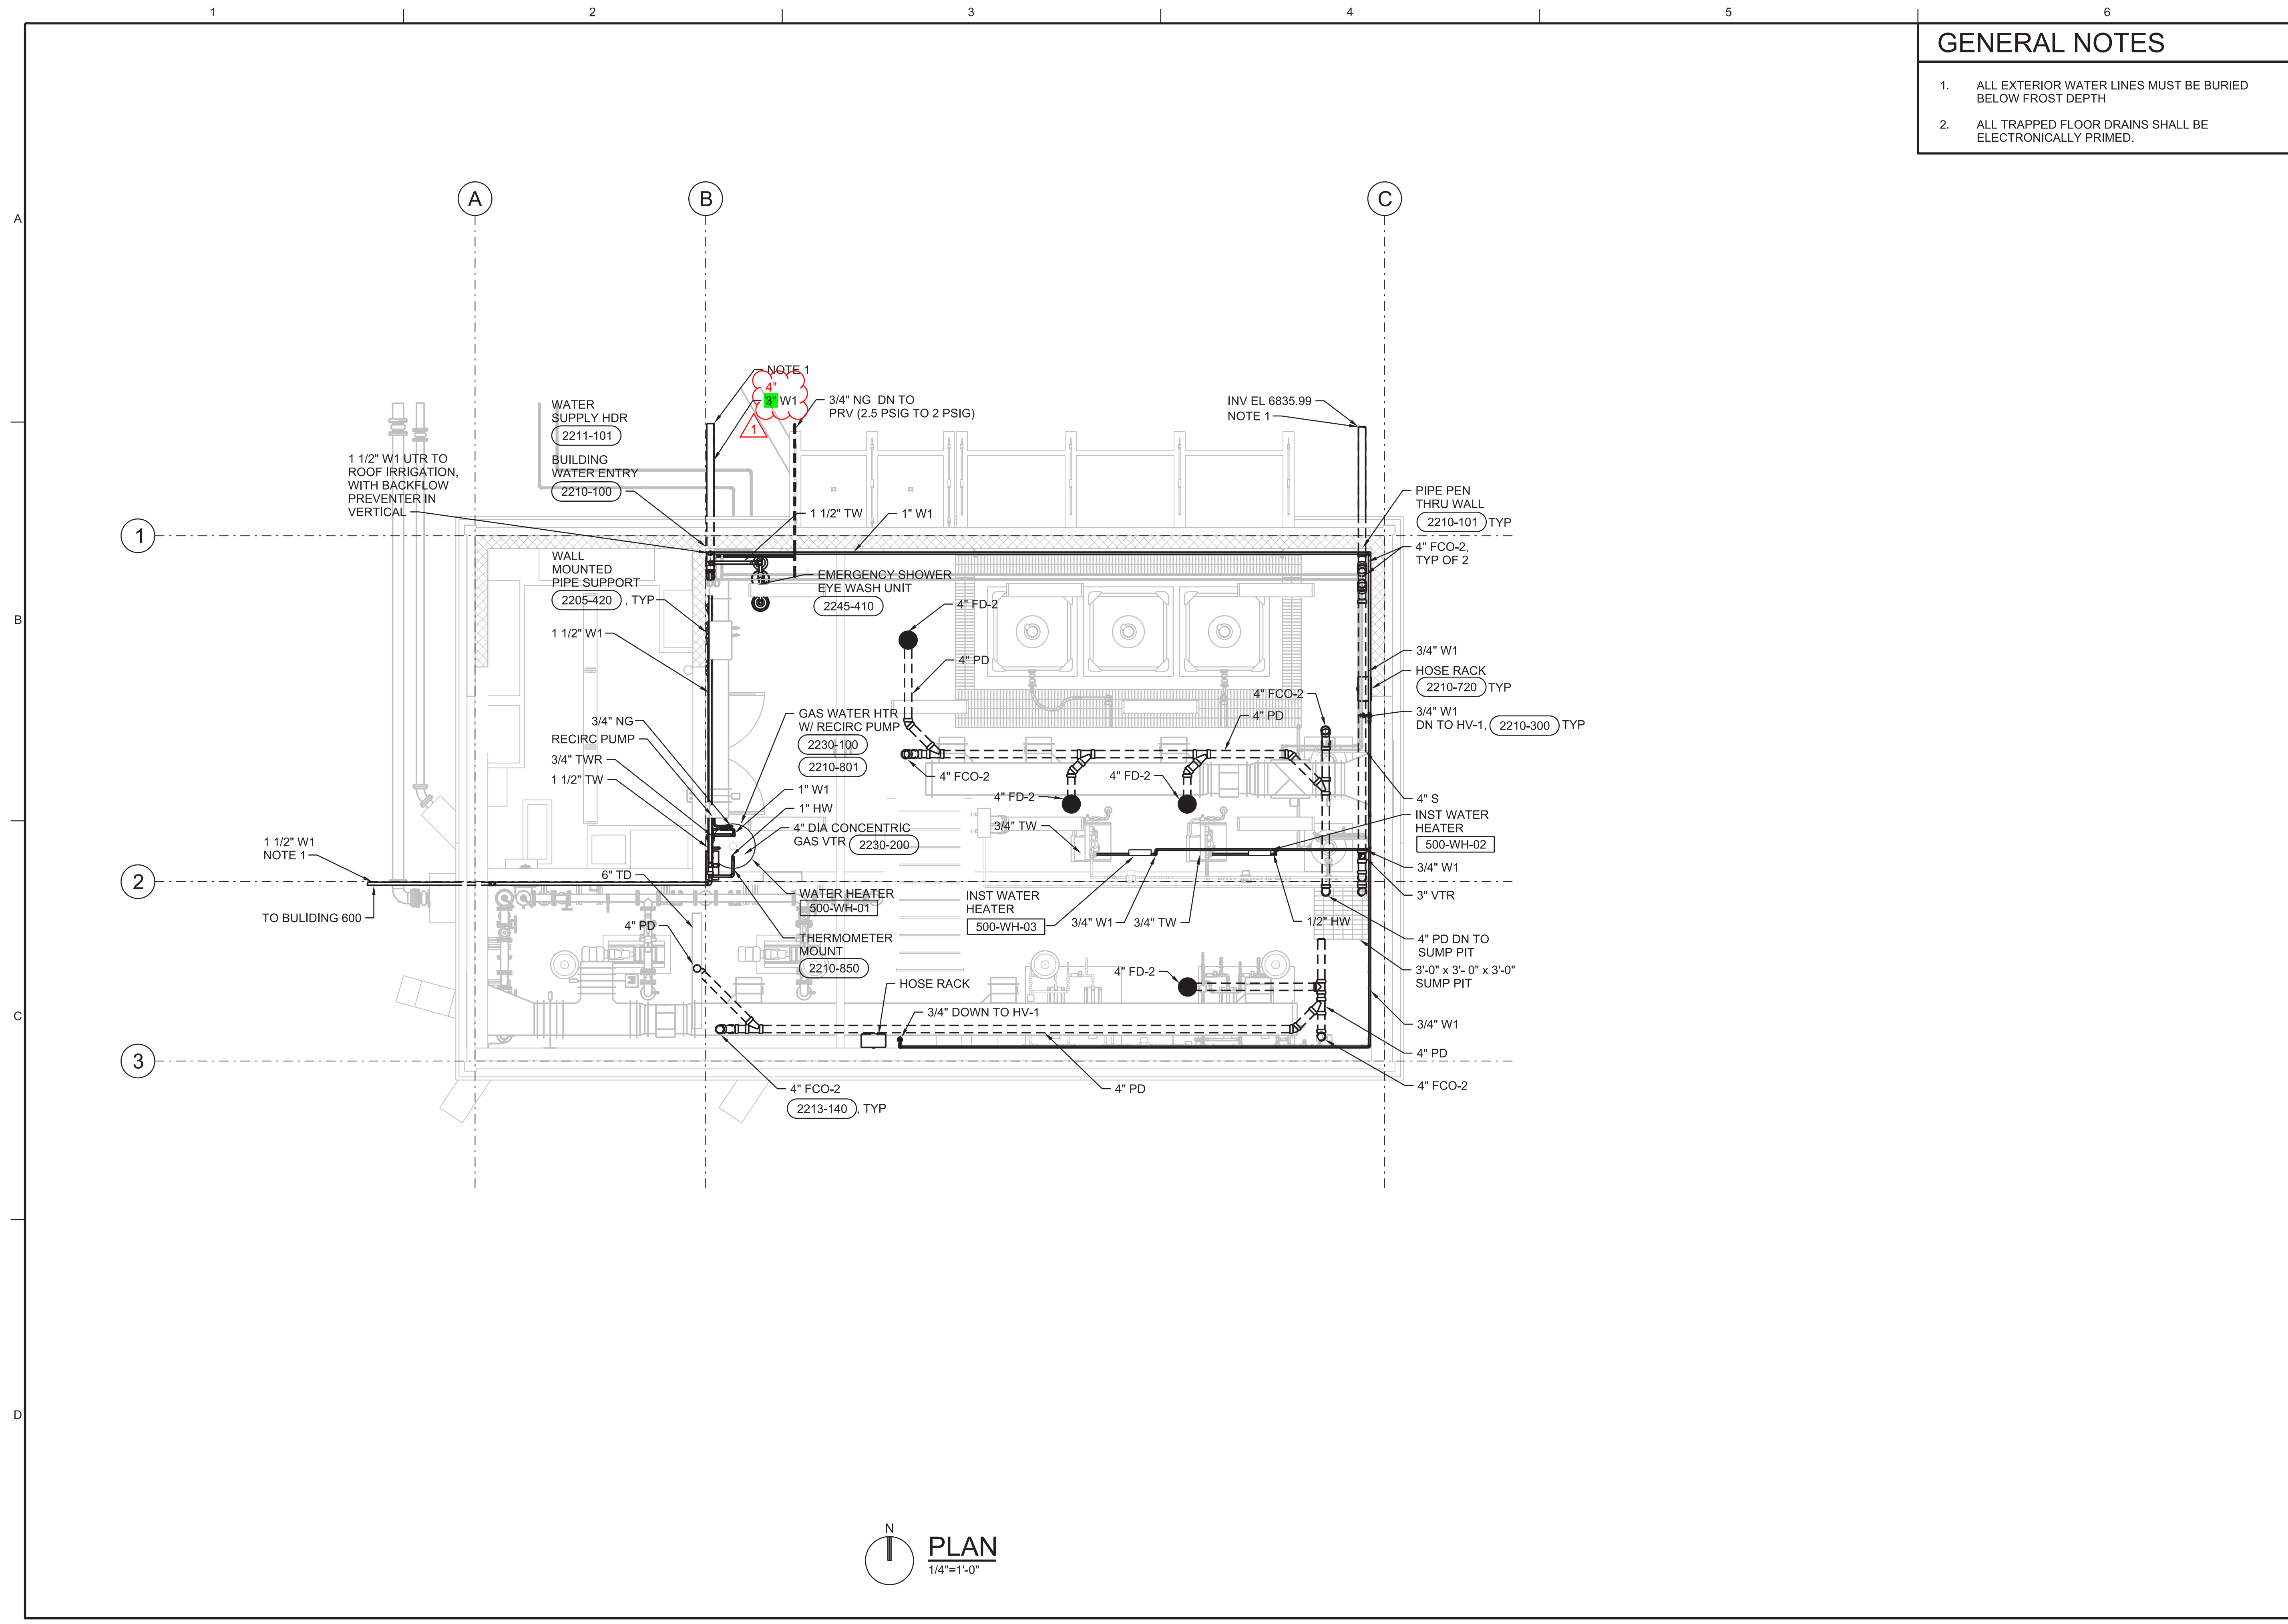 1 2 3 4 5 6
GENERAL NOTES
1. ALL EXTERIOR WATER LINES MUST BE BURIED
BELOW FROST DEPTH
2. ALL TRAPPED FLOOR DRAINS SHALL BE
ELECTRONICALLY PRIMED.
A
B
C
D
A B C
1
2
3
NOTE 1
4"
3" W1
1
3/4" NG DN TO
PRV (2.5 PSIG TO 2 PSIG)
WATER
SUPPLY HDR
2211-101
BUILDING
WATER ENTRY
2210-100
1 1/2" W1 UTR TO
ROOF IRRIGATION,
WITH BACKFLOW
PREVENTER IN
VERTICAL
INV EL 6835.99
NOTE 1
1 1/2" TW
1" W1
PIPE PEN
THRU WALL
2210-101 TYP
4" FCO-2,
TYP OF 2
WALL
MOUNTED
PIPE SUPPORT
2205-420 , TYP
EMERGENCY SHOWER
EYE WASH UNIT
2245-410
4" FD-2
1 1/2" W1
4" PD
3/4" W1
HOSE RACK
2210-720 TYP
4" FCO-2
3/4" W1
DN TO HV-1, 2210-300 TYP
3/4" NG
RECIRC PUMP
3/4" TWR
1 1/2" TW
GAS WATER HTR
W/ RECIRC PUMP
2230-100
2210-801
4" PD
1" W1
1" HW
4" DIA CONCENTRIC
GAS VTR 2230-200
4" FCO-2
4" FD-2
4" FD-2
3/4" TW
4" S
INST WATER
HEATER
500-WH-02
1 1/2" W1
NOTE 1
TO BULIDING 600
6" TD
4" PD
WATER HEATER
500-WH-01
THERMOMETER
MOUNT
2210-850
INST WATER
HEATER
500-WH-03
3/4" W1
3/4" TW
1/2" HW
3/4" W1
3" VTR
4" PD DN TO
SUMP PIT
3'-0" x 3'- 0" x 3'-0"
SUMP PIT
4" FD-2
HOSE RACK
3/4" DOWN TO HV-1
3/4" W1
4" PD
4" FCO-2
4" FCO-2
2213-140 , TYP
4" PD
N
PLAN
1/4"=1'-0"